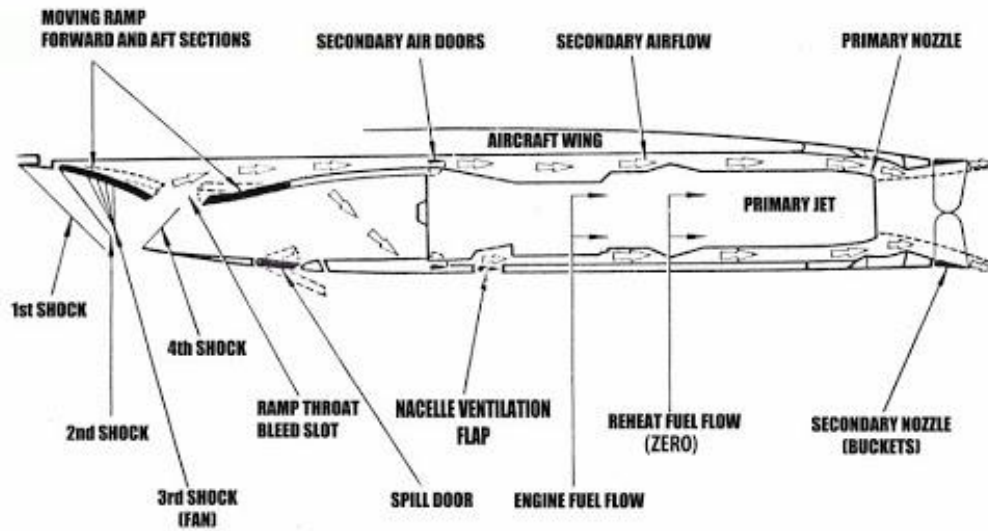 MOVING RAMP
FORWARD AND AFT SECTIONS
SECONDARY AIR DOORS
SECONDARY AIRFLOW
PRIMARY NOZZLE
AIRCRAFT WING
PRIMARY JET
1st SHOCK
4th SHOCK
2nd SHOCK
RAMP THROAT
BLEED SLOT
NACELLE VENTILATION
FLAP
REHEAT FUEL FLOW
(ZERO)
SECONDARY NOZZLE
(BUCKETS)
3rd SHOCK
(FAN)
SPILL DOOR
ENGINE FUEL FLOW